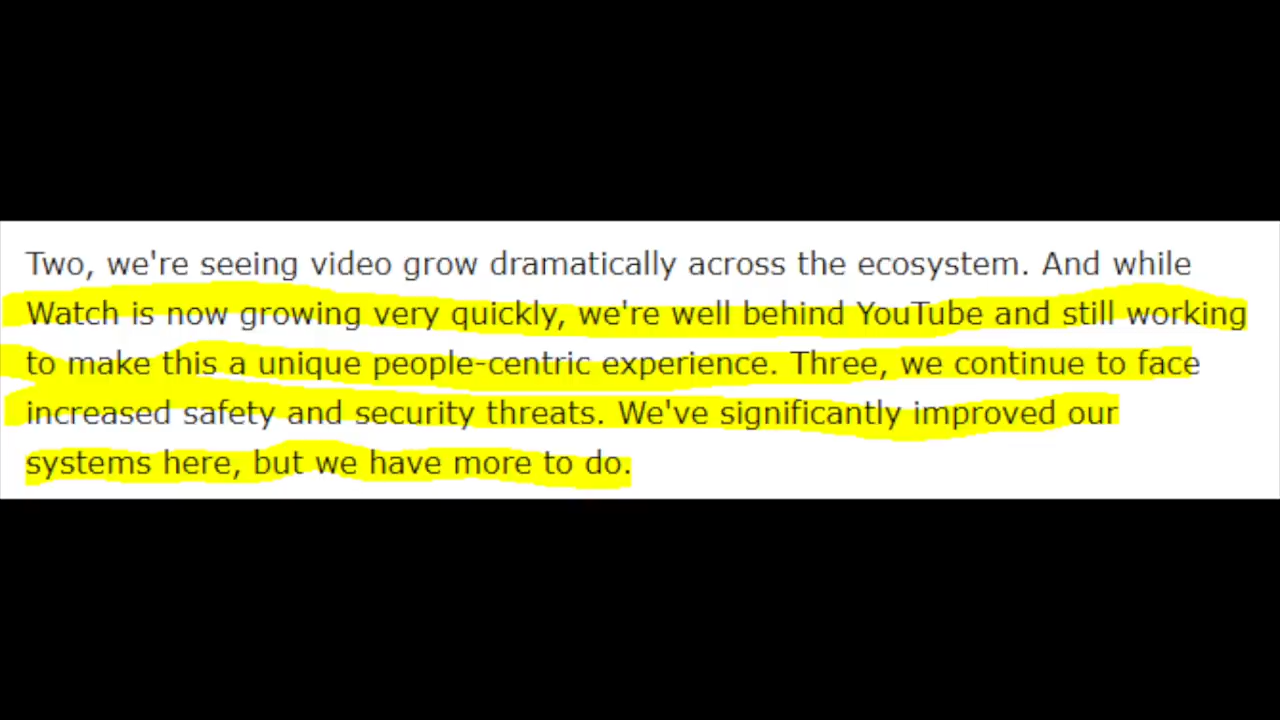 Two, we're seeing video grow dramatically across the ecosystem. And while
Watch is now growing very quickly, we're well behind YouTube and still working
to make this a unique people-centric experience. Three, we continue to face
increased safety and security threats. We've significantly improved our
systems here, but we have more to do.